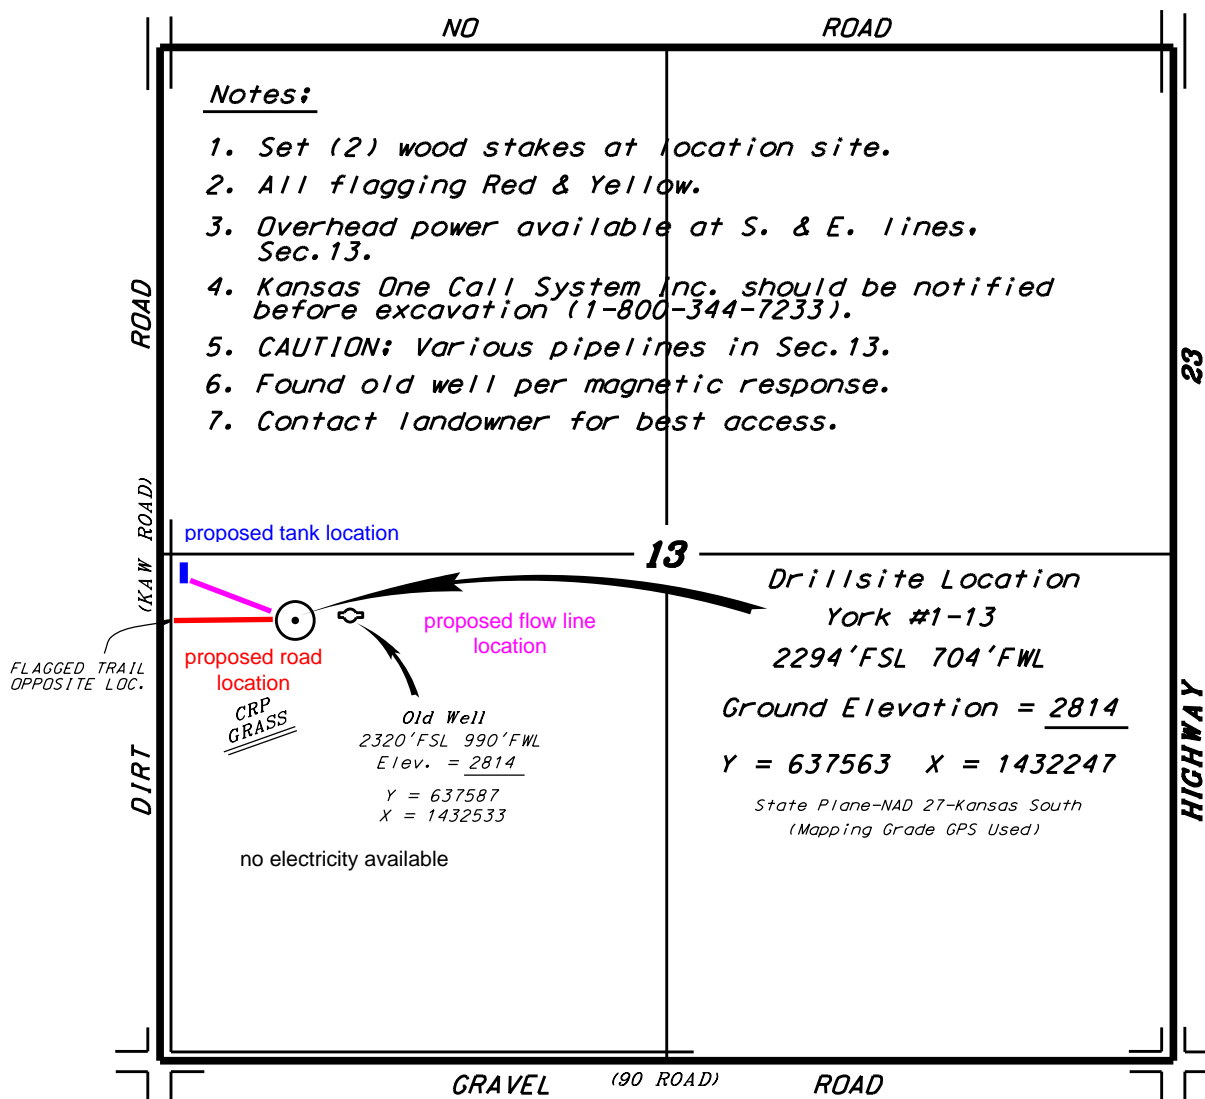 NO ROAD
Notes:
1. Set (2) wood stakes at location site.
2. All flagging Red & Yellow.
3. Overhead power available at S. & E. lines,
Sec.13.
4. Kansas One Call System Inc. should be notified
before excavation (1-800-344-7233).
5. CAUTION: Various pipelines in Sec.13.
6. Found old well per magnetic response.
7. Contact landowner for best access.
ROAD
(KAW ROAD)
DIRT
23
HIGHWAY
proposed tank location
13
proposed flow line
location
proposed road
location
FLAGGED TRAIL
OPPOSITE LOC.
CRP
GRASS
Old Well
2320'FSL 990'FWL
Elev. = 2814
Y = 637587
X = 1432533
no electricity available
Drillsite Location
York #1-13
2294'FSL 704'FWL
Ground Elevation = 2814
Y = 637563 X = 1432247
State Plane-NAD 27-Kansas South
(Mapping Grade GPS Used)
GRAVEL (90 ROAD) ROAD